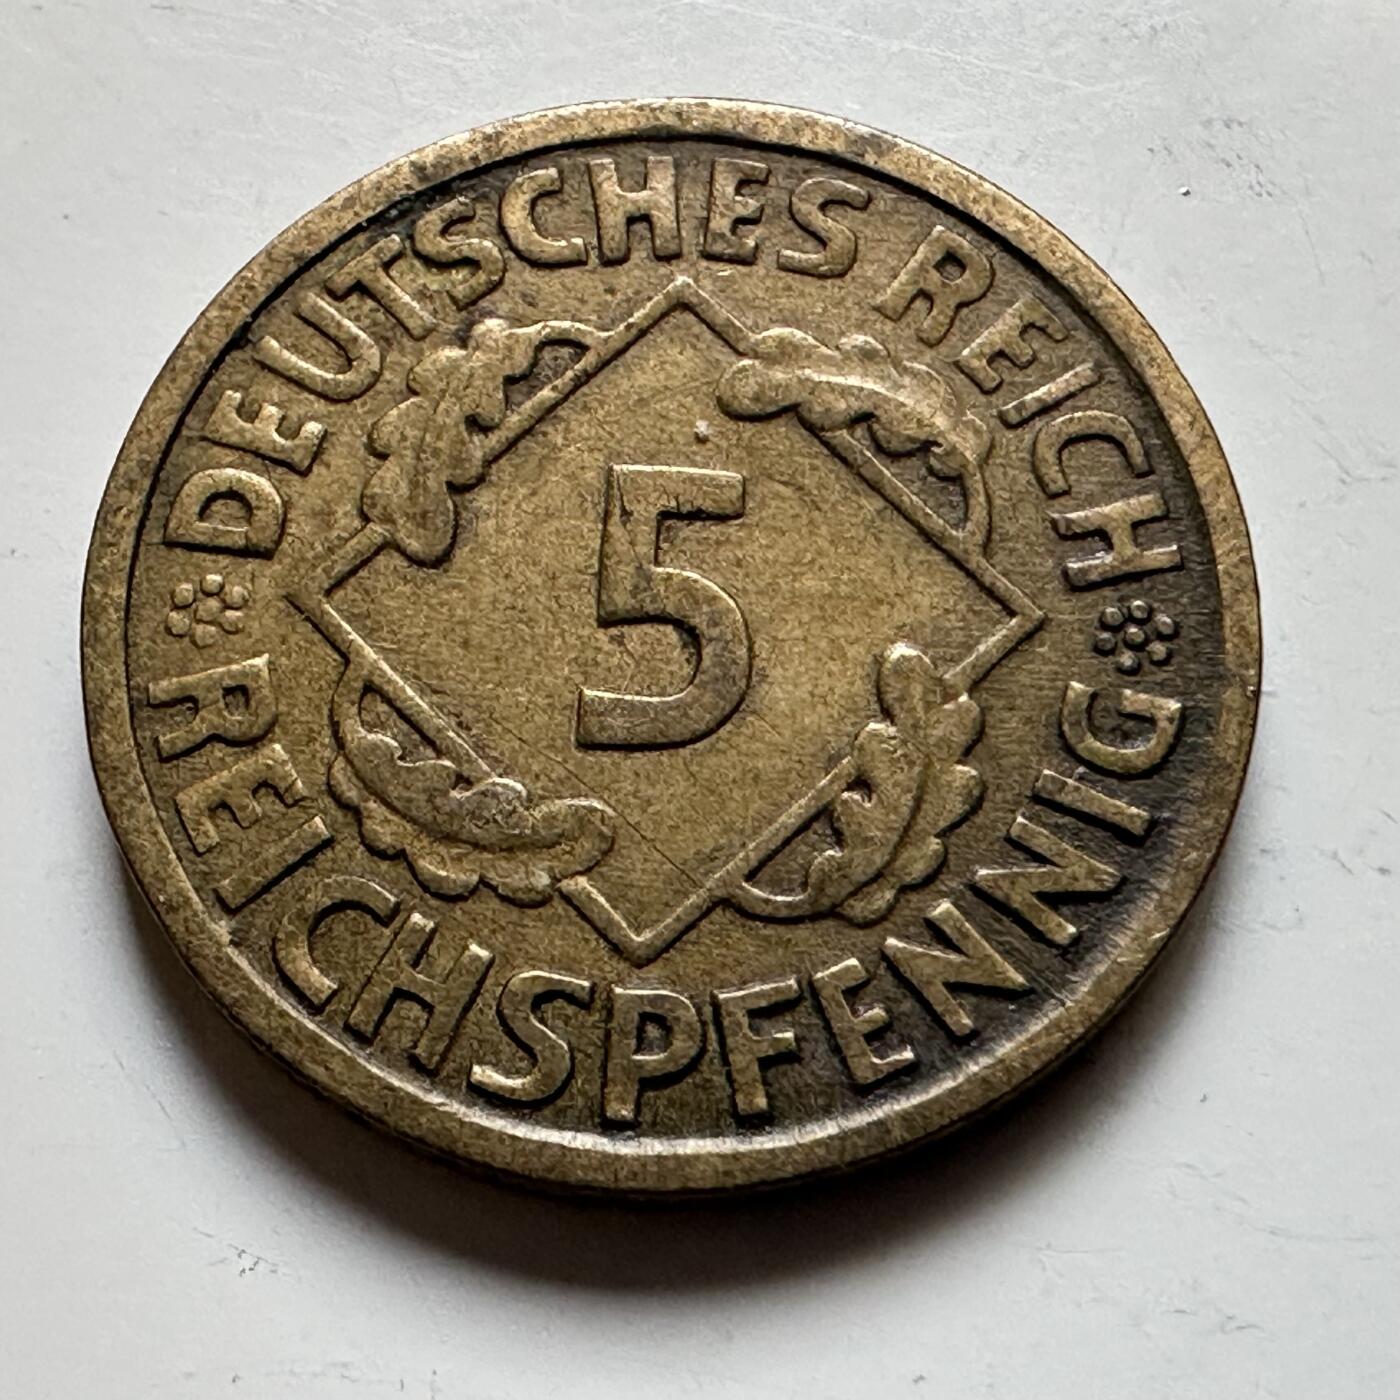 DEUTSCHES REICH
5
REICHSPFENNIG